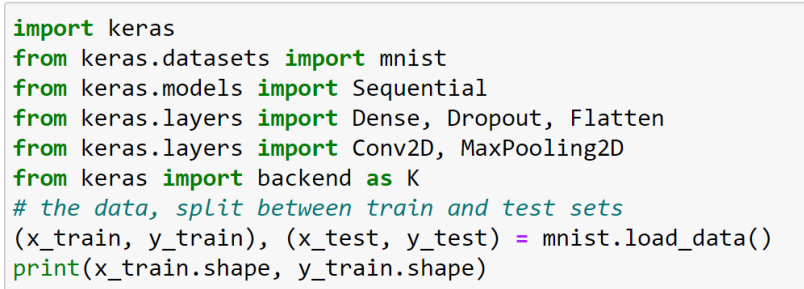 import keras
from keras.datasets import mnist
from keras.models import Sequential
from keras.layers import Dense, Dropout, Flatten
from keras.layers import Conv2D, MaxPooling2D
from keras import backend as K
# the data, split between train and test sets
(x_train, y_train), (x_test, y_test) = mnist.load_data()
print(x_train.shape, y_train.shape)